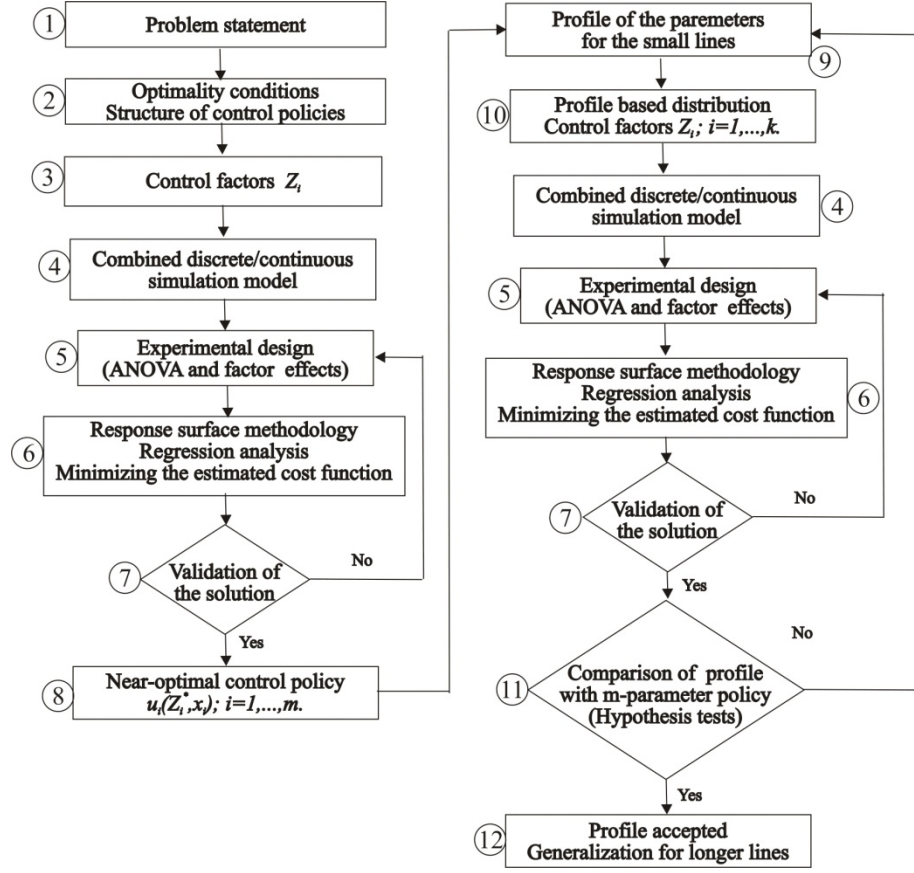 1
Problem statement
2
Optimality conditions
Structure of control policies
3
Control factors Z_i
4
Combined discrete/continuous
simulation model
5
Experimental design
(ANOVA and factor effects)
6
Response surface methodology
Regression analysis
Minimizing the estimated cost function
7
Validation of
the solution
No
Yes
8
Near-optimal control policy
u_i(Z_i^*,x_i); i=1,...,m.
Profile of the paremeters
for the small lines
9
10
Profile based distribution
Control factors Z_i; i=1,...,k.
Combined discrete/continuous
simulation model
4
5
Experimental design
(ANOVA and factor effects)
Response surface methodology
Regression analysis
Minimizing the estimated cost function
6
7
Validation of
the solution
No
Yes
11
Comparison of profile
with m-parameter policy
(Hypothesis tests)
No
Yes
12
Profile accepted
Generalization for longer lines